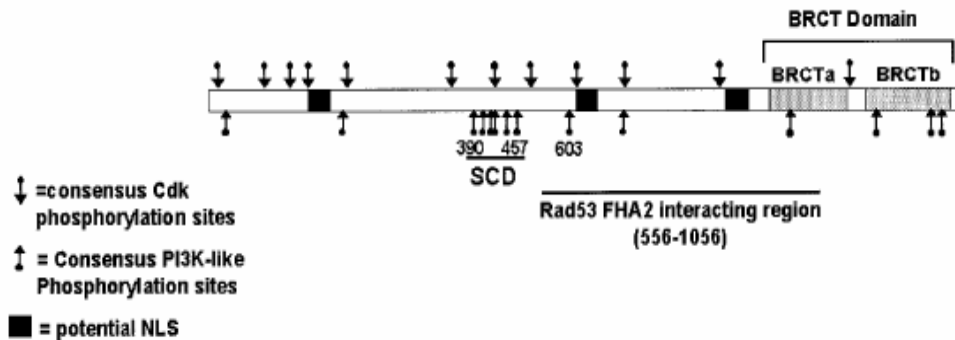 BRCT Domain
BRCTa
BRCTb
390
457
603
SCD
Rad53 FHA2 interacting region
(556-1056)
=consensus Cdk
phosphorylation sites
= Consensus PI3K-like
Phosphorylation sites
= potential NLS